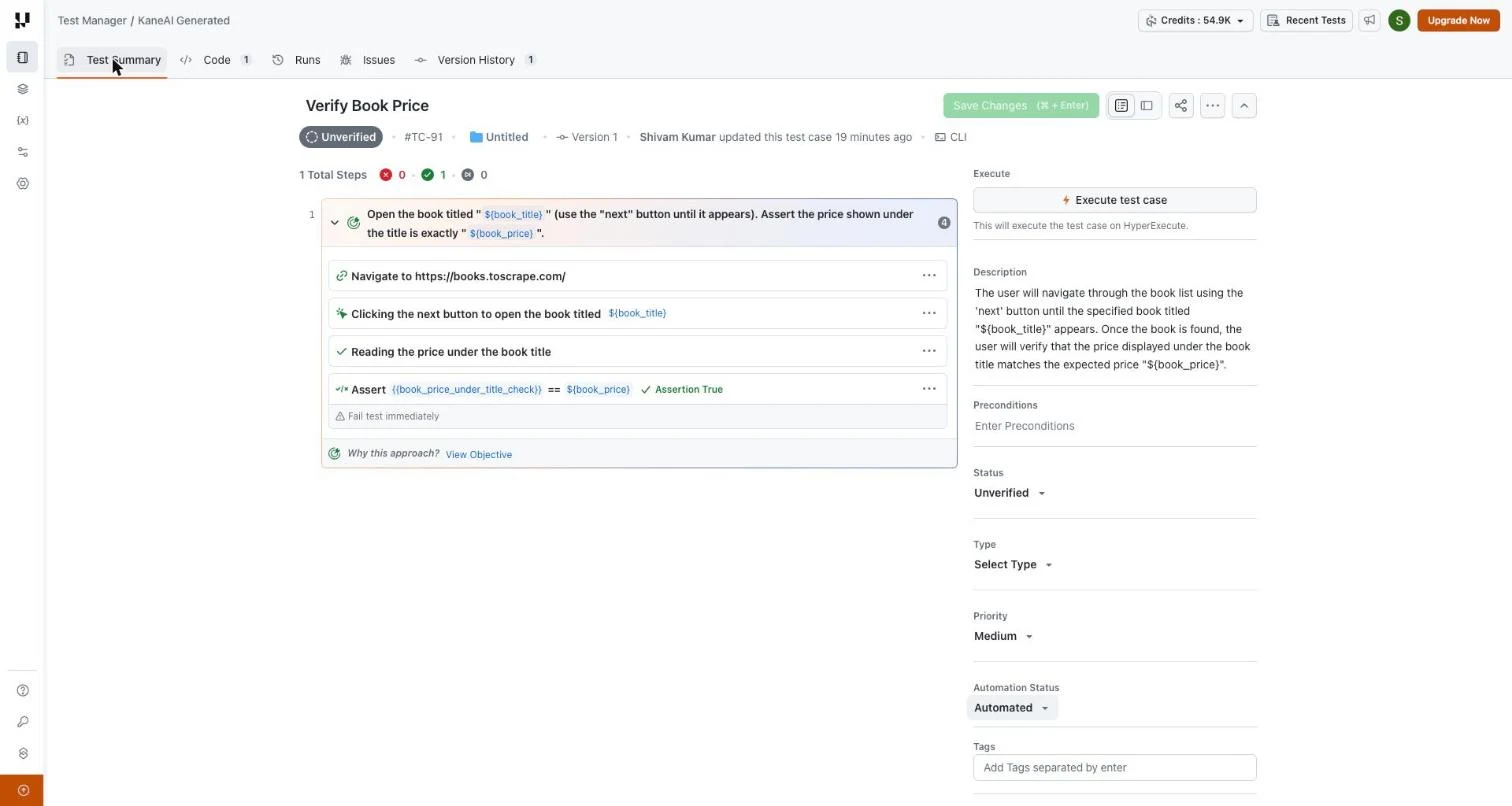 Test Manager / KaneAI Generated
Credits : 54.9K
Recent Tests
S
Upgrade Now
Test Summary
Code 1
Runs
Issues
Version History 1
Verify Book Price
Save Changes (⌘ + Enter)
Unverified
#TC-91
Untitled
Version 1
Shivam Kumar updated this test case 19 minutes ago
CLI
1 Total Steps 0 1 0
1
Open the book titled " ${book_title} " (use the "next" button until it appears). Assert the price shown under
the title is exactly " ${book_price} ".
4
Navigate to https://books.toscrape.com/
Clicking the next button to open the book titled ${book_title}
Reading the price under the book title
Assert {{book_price_under_title_check}} == ${book_price} Assertion True
Fail test immediately
Why this approach? View Objective
Execute
Execute test case
This will execute the test case on HyperExecute.
Description
The user will navigate through the book list using the
'next' button until the specified book titled
"${book_title}" appears. Once the book is found, the
user will verify that the price displayed under the book
title matches the expected price "${book_price}".
Preconditions
Enter Preconditions
Status
Unverified
Type
Select Type
Priority
Medium
Automation Status
Automated
Tags
Add Tags separated by enter